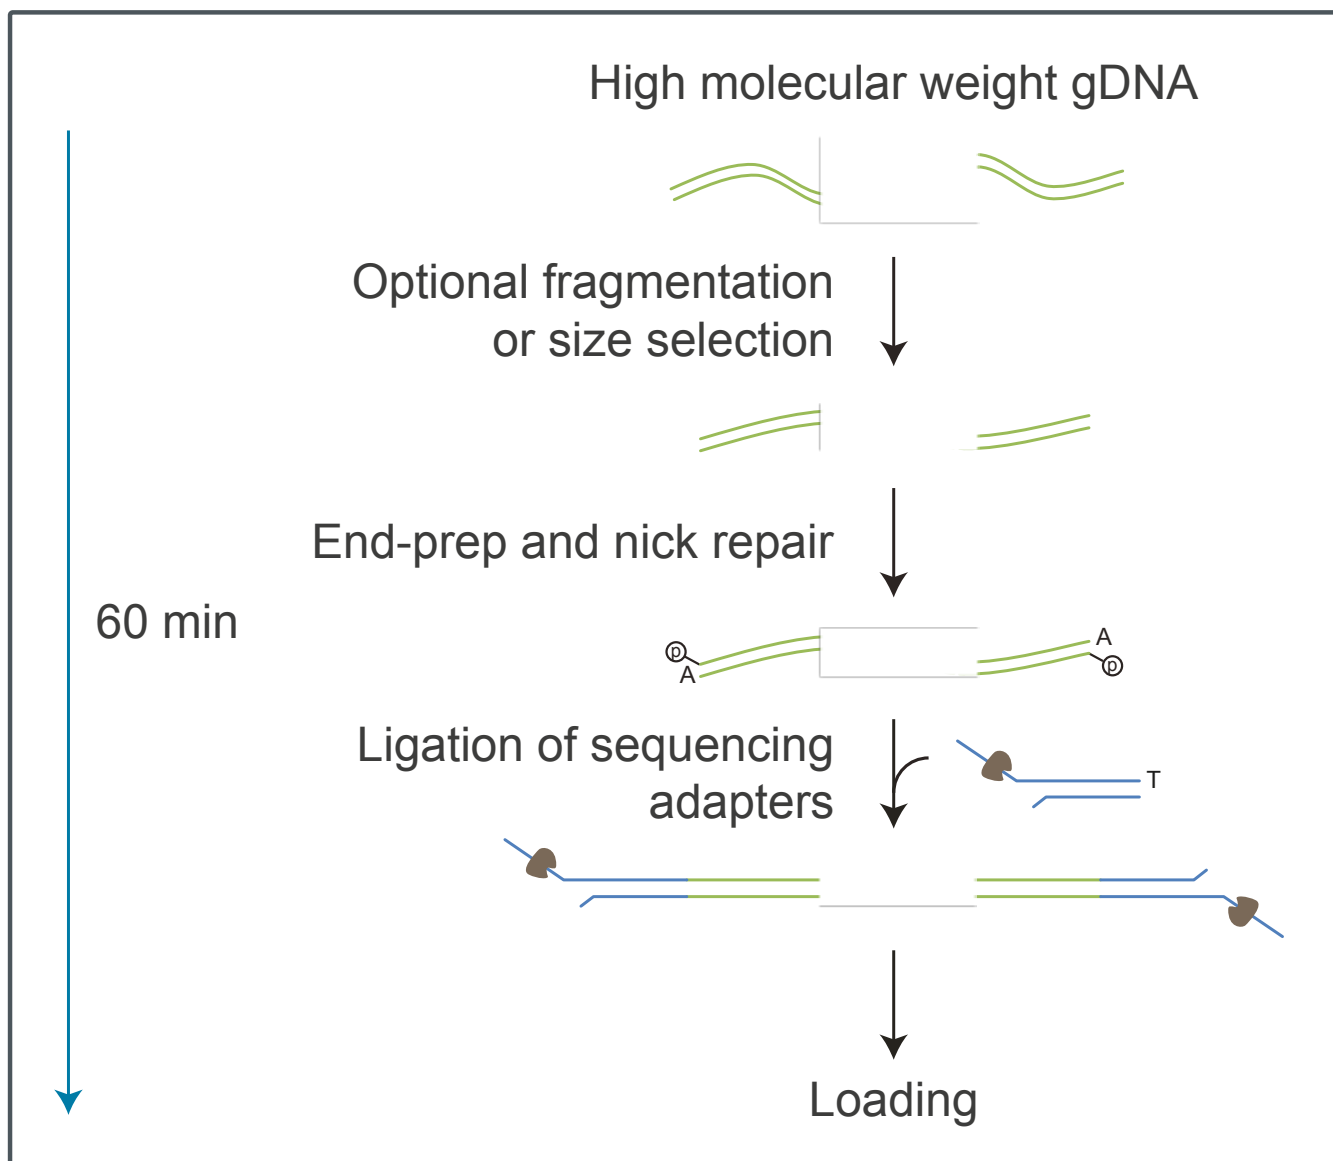 High molecular weight gDNA
Optional fragmentation
or size selection
End-prep and nick repair
60 min
p
A
A
p
Ligation of sequencing
adapters
T
Loading